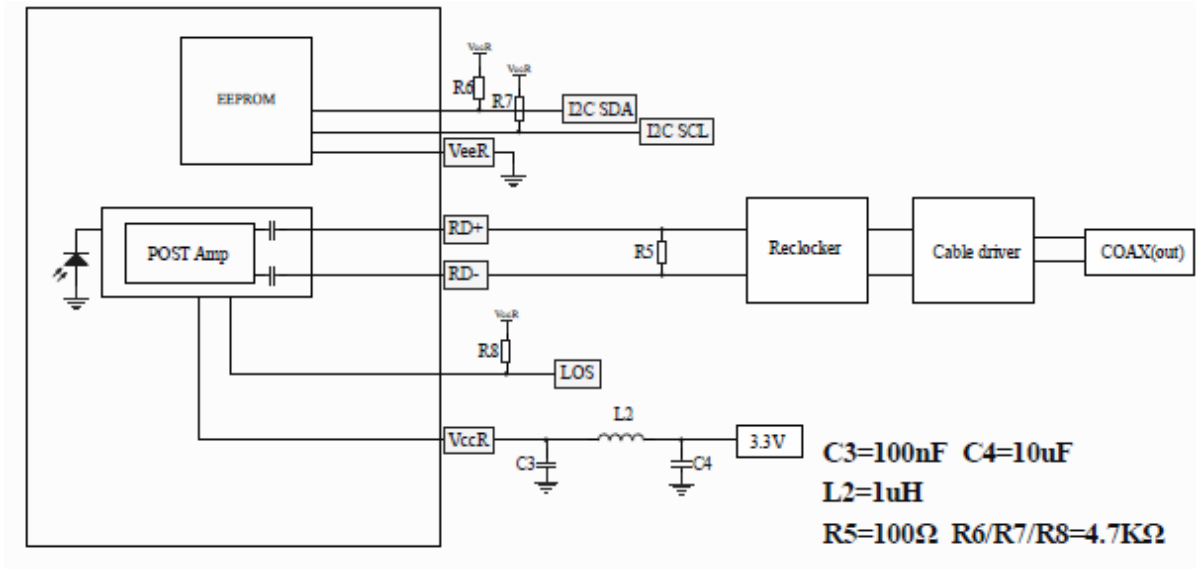 VccR
R6
VccR
R7
EEPROM
I2C SDA
I2C SCL
VeeR
RD+
POST Amp
R5
Reclocker
Cable driver
COAX(out)
RD-
VccR
R8
LOS
L2
VccR
3.3V
C3
C4
C3=100nF C4=10uF
L2=1uH
R5=100Ω R6/R7/R8=4.7KΩ